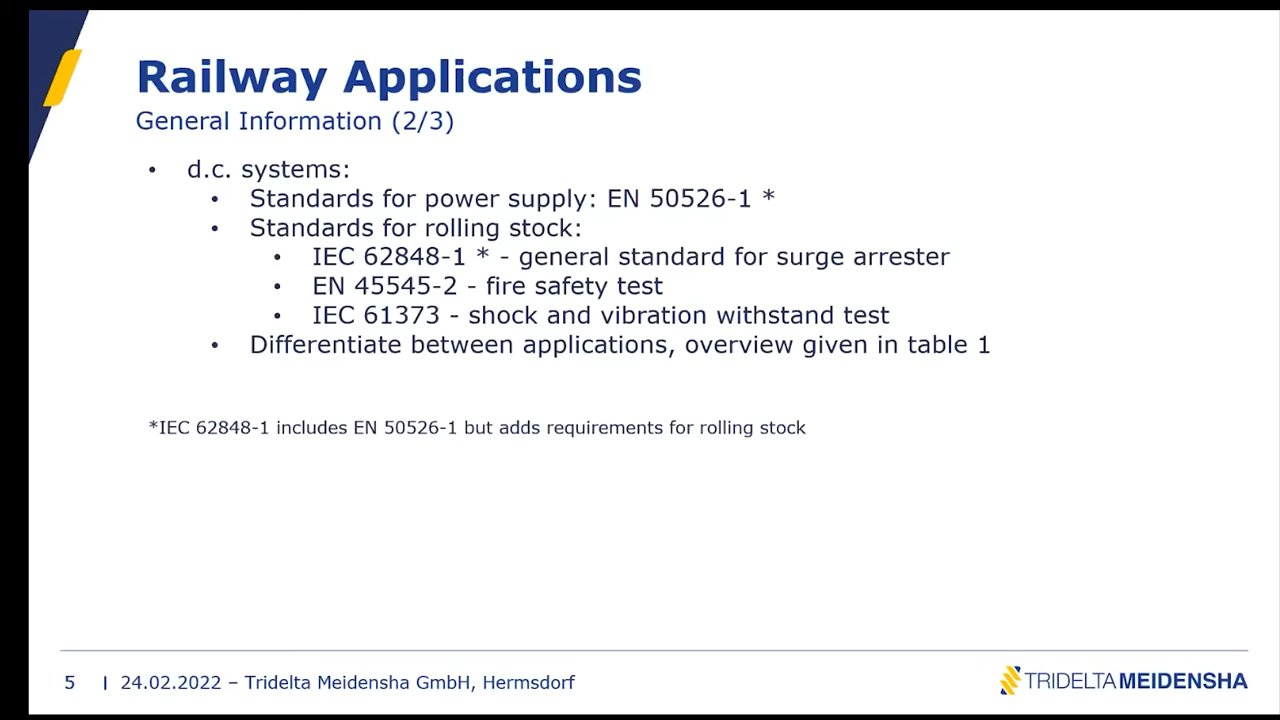 Railway Applications
General Information (2/3)
• d.c. systems:
• Standards for power supply: EN 50526-1 *
• Standards for rolling stock:
• IEC 62848-1 * - general standard for surge arrester
• EN 45545-2 - fire safety test
• IEC 61373 - shock and vibration withstand test
• Differentiate between applications, overview given in table 1
*IEC 62848-1 includes EN 50526-1 but adds requirements for rolling stock
5 | 24.02.2022 – Tridelta Meidensha GmbH, Hermsdorf
TRIDELTA MEIDENSHA